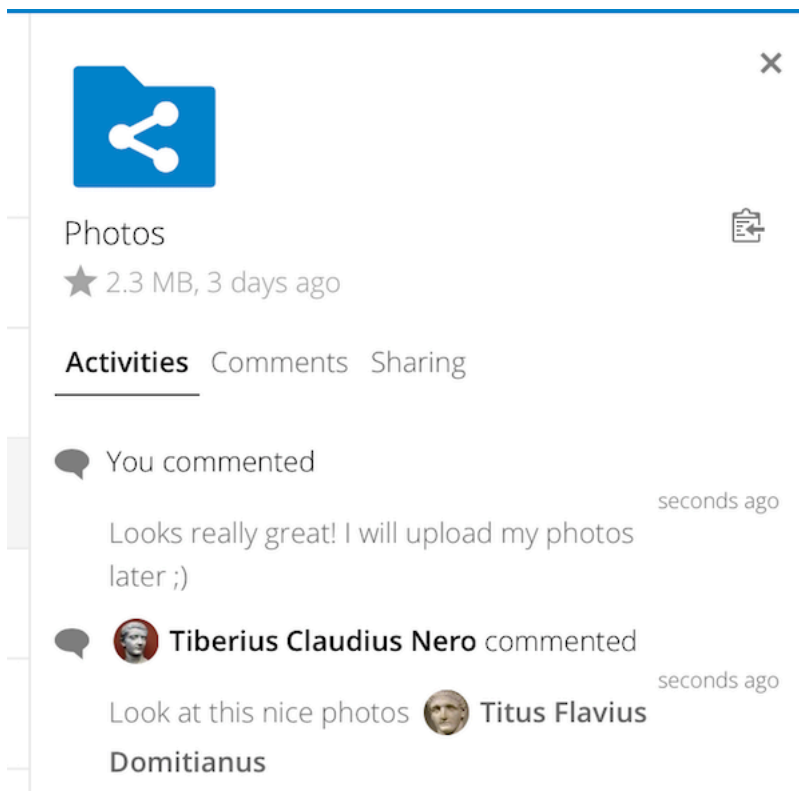 Photos
2.3 MB, 3 days ago
Activities Comments Sharing
You commented
seconds ago
Looks really great! I will upload my photos
later ;)
Tiberius Claudius Nero commented
seconds ago
Look at this nice photos Titus Flavius
Domitianus